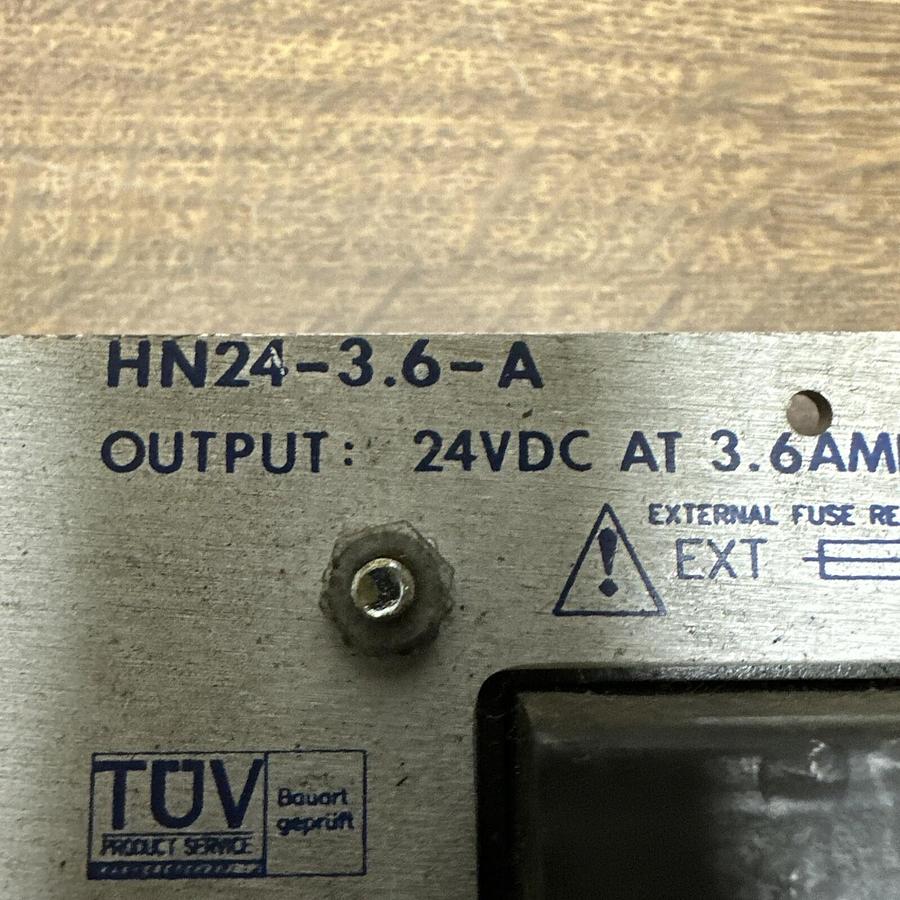 HN24-3.6-A
OUTPUT: 24VDC AT 3.6AM
EXTERNAL FUSE RE
EXT
TÜV
PRODUCT SERVICE
Bauart
geprüft